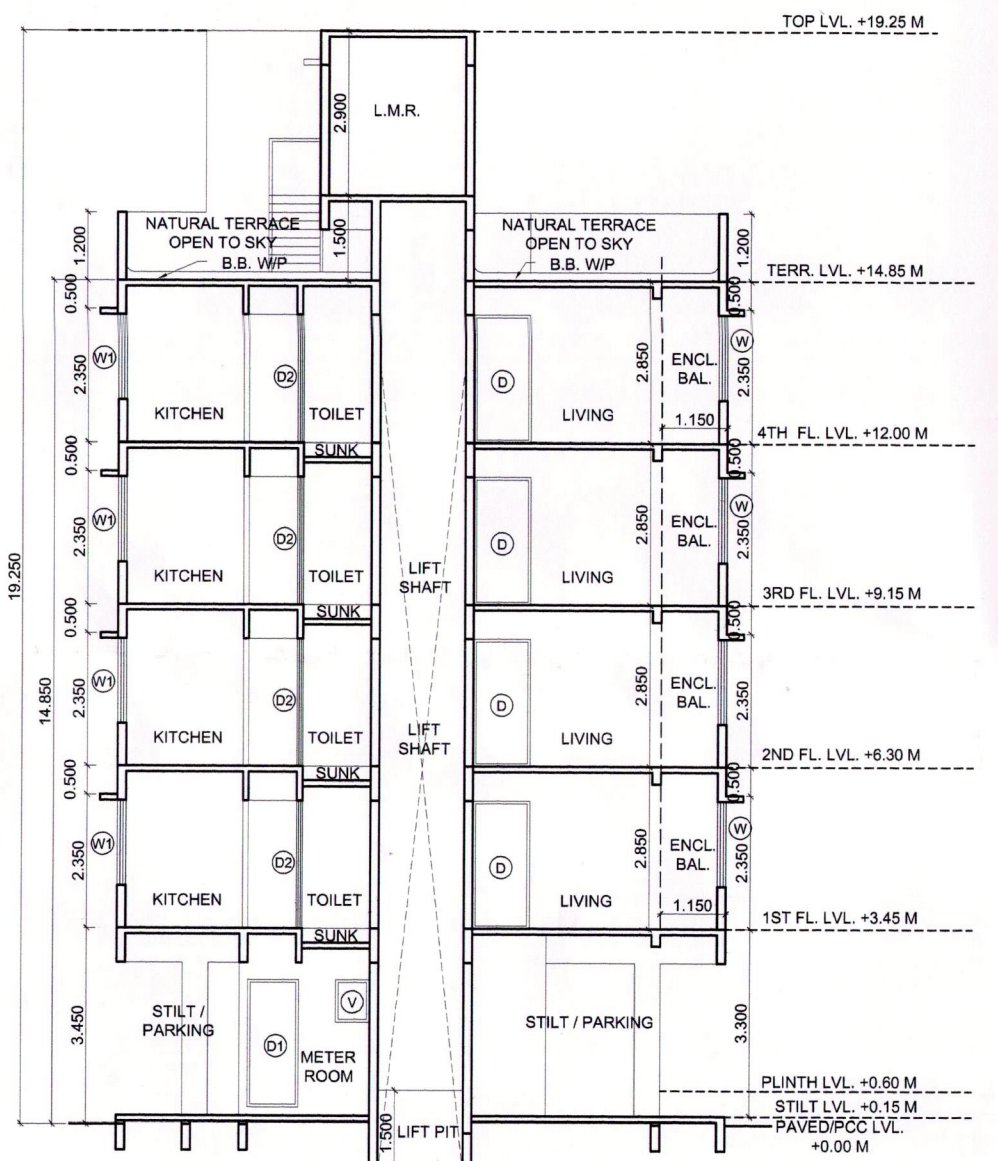 TOP LVL. +19.25 M
L.M.R.
2.900
NATURAL TERRACE
OPEN TO SKY
B.B. W/P
1.200
1.500
NATURAL TERRACE
OPEN TO SKY
B.B. W/P
1.200
TERR. LVL. +14.85 M
0.500
0.500
W1
2.350
KITCHEN
D2
TOILET
D
LIVING
2.850
ENCL.
BAL.
1.150
W
2.350
4TH FL. LVL. +12.00 M
0.500
SUNK
0.500
W1
2.350
KITCHEN
D2
TOILET
LIFT
SHAFT
D
LIVING
2.850
ENCL.
BAL.
W
2.350
3RD FL. LVL. +9.15 M
19.250
0.500
SUNK
0.500
14.850
W1
2.350
KITCHEN
D2
TOILET
LIFT
SHAFT
D
LIVING
2.850
ENCL.
BAL.
2.350
2ND FL. LVL. +6.30 M
0.500
SUNK
0.500
W1
2.350
KITCHEN
D2
TOILET
D
LIVING
2.850
ENCL.
BAL.
1.150
W
2.350
1ST FL. LVL. +3.45 M
SUNK
3.450
STILT /
PARKING
D1
V
METER
ROOM
STILT / PARKING
3.300
PLINTH LVL. +0.60 M
STILT LVL. +0.15 M
1.500
LIFT PIT
PAVED/PCC LVL.
+0.00 M